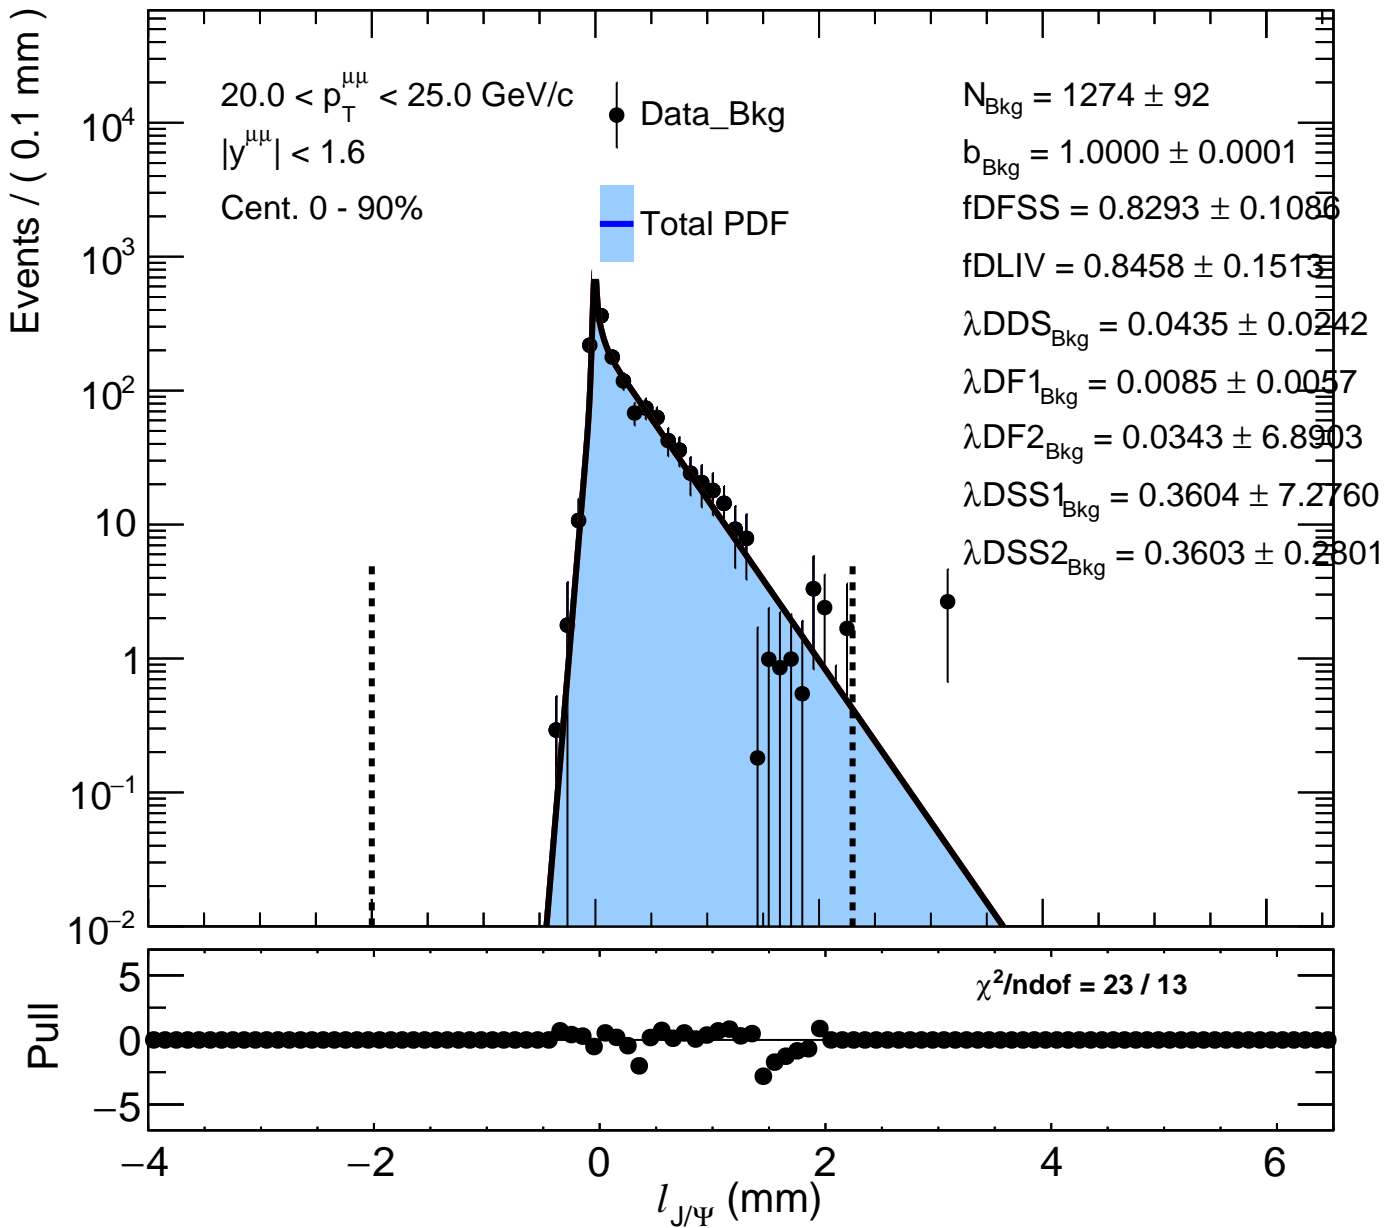 Events / ( 0.1 mm )
20.0 < p_T^μμ < 25.0 GeV/c
|y^μμ| < 1.6
Cent. 0 - 90%
Data_Bkg
Total PDF
N_Bkg = 1274 ± 92
b_Bkg = 1.0000 ± 0.0001
fDFSS = 0.8293 ± 0.1086
fDLIV = 0.8458 ± 0.1513
λDDS_Bkg = 0.0435 ± 0.0242
λDF1_Bkg = 0.0085 ± 0.0057
λDF2_Bkg = 0.0343 ± 6.8903
λDSS1_Bkg = 0.3604 ± 7.2760
λDSS2_Bkg = 0.3603 ± 0.2801
10^4
10^3
10^2
10
1
10^−1
10^−2
Pull
5
0
−5
χ²/ndof = 23 / 13
−4 −2 0 2 4 6
l_J/Ψ (mm)